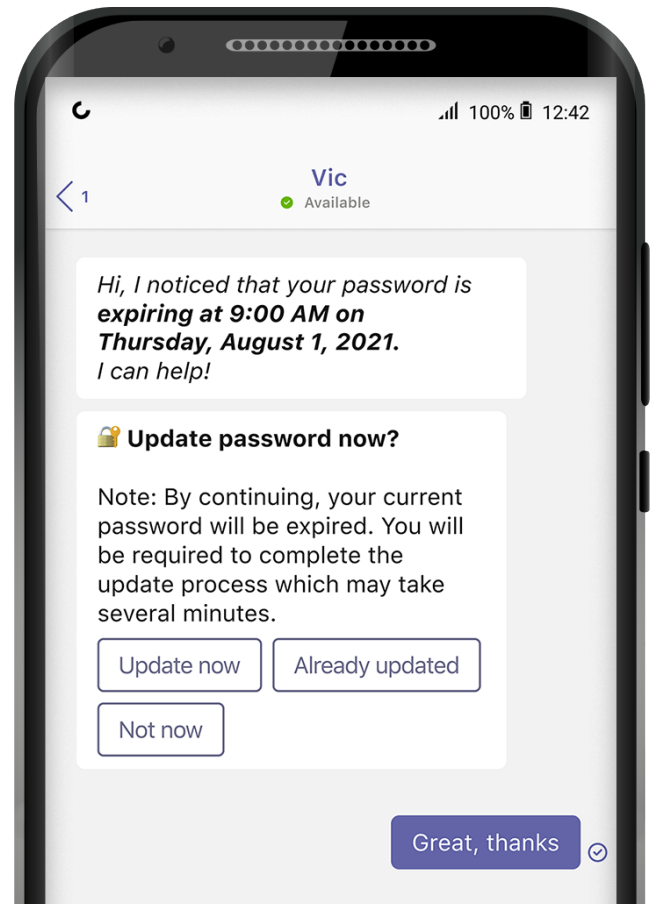 100% 12:42
1
Vic
Available
Hi, I noticed that your password is
expiring at 9:00 AM on
Thursday, August 1, 2021.
I can help!
🔐 Update password now?
Note: By continuing, your current
password will be expired. You will
be required to complete the
update process which may take
several minutes.
Update now
Already updated
Not now
Great, thanks